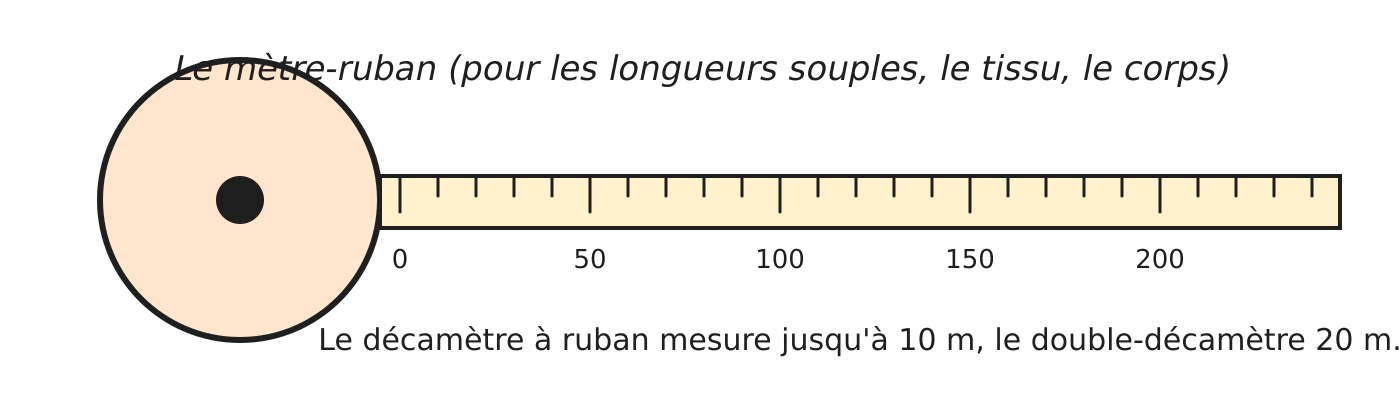 Le mètre-ruban (pour les longueurs souples, le tissu, le corps)
0 50 100 150 200
Le décamètre à ruban mesure jusqu'à 10 m, le double-décamètre 20 m.